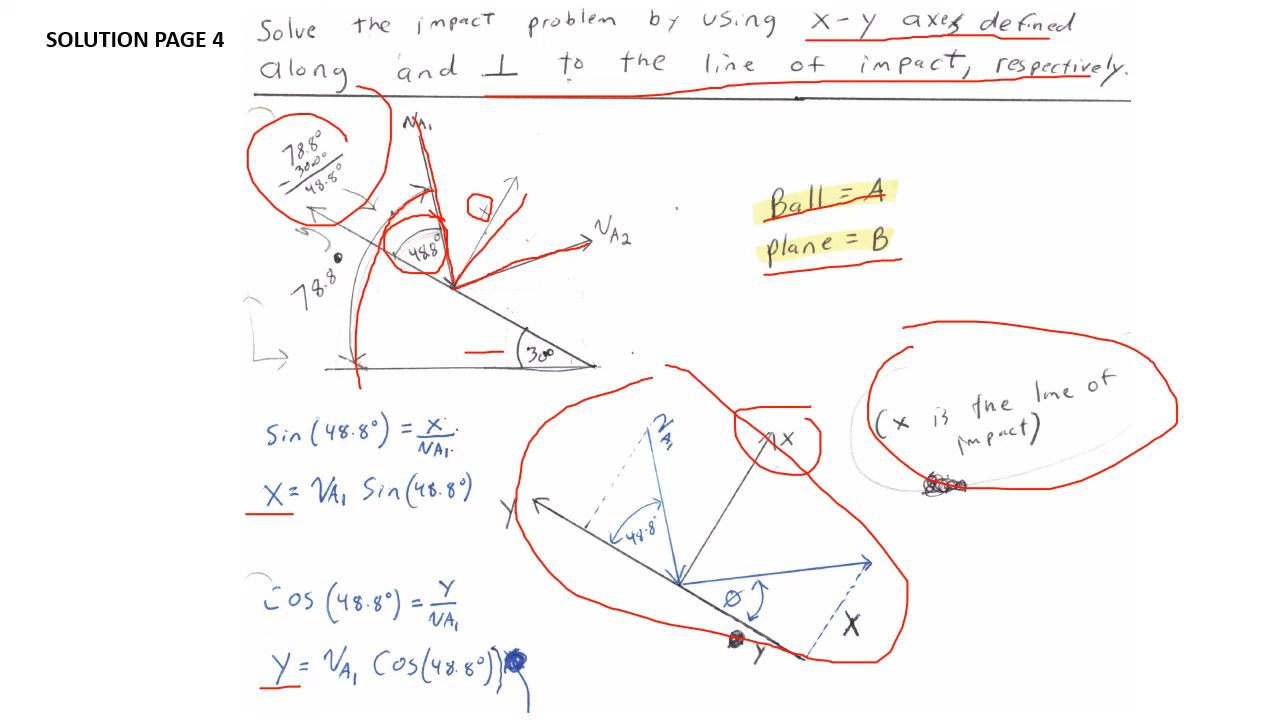 SOLUTION PAGE 4
Solve the impact problem by using x-y axes defined
along and ⊥ to the line of impact, respectively.
78.8°
-30.0°
48.8°
VA1
x
VA2
48.8°
78.8
30°
Ball = A
plane = B
(x is the line of
impact)
Sin(48.8°) = X/VA1
X = VA1 Sin(48.8°)
Cos(48.8°) = Y/VA1
Y = VA1 Cos(48.8°)
VA1
X
Y
48.8°
Ø
X
Y